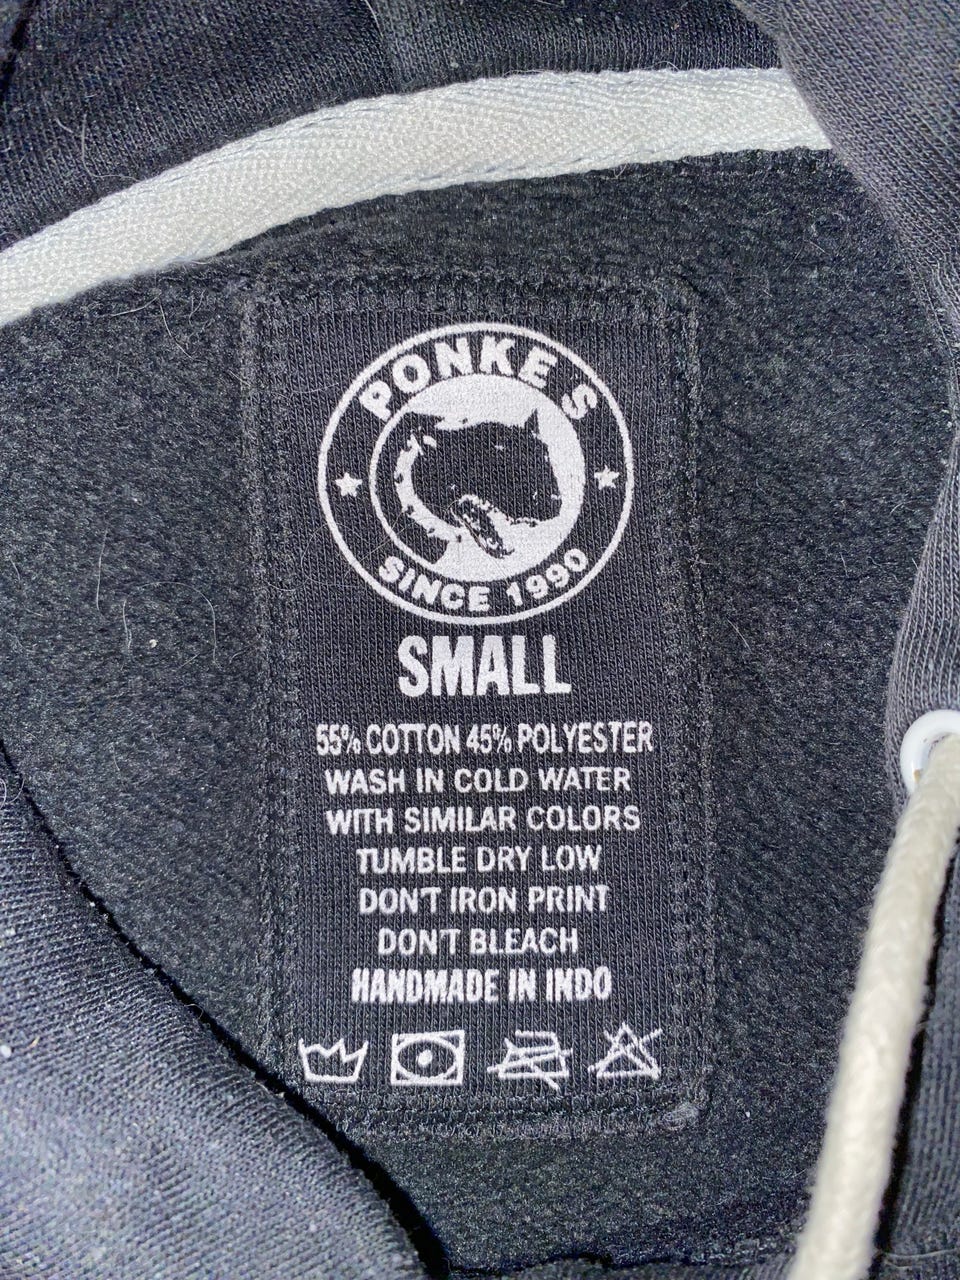 PONKE'S
SINCE 1990
SMALL
55% COTTON 45% POLYESTER
WASH IN COLD WATER
WITH SIMILAR COLORS
TUMBLE DRY LOW
DON'T IRON PRINT
DON'T BLEACH
HANDMADE IN INDO